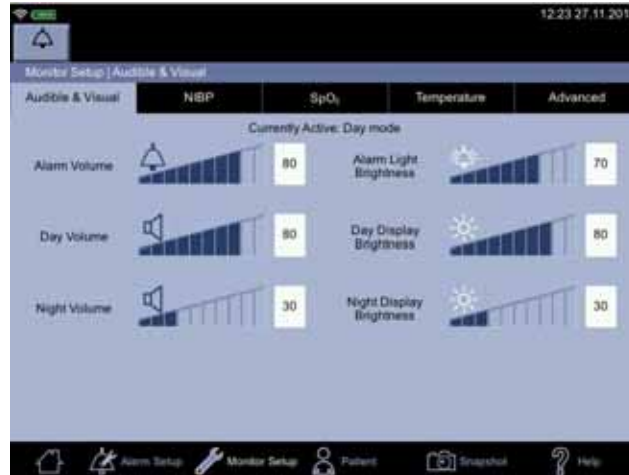 12:23 27.11.201
Monitor Setup | Audible & Visual
Audible & Visual NIBP SpO₂ Temperature Advanced
Currently Active: Day mode
Alarm Volume 80 Alarm Light Brightness 70
Day Volume 80 Day Display Brightness 80
Night Volume 30 Night Display Brightness 30
Alarm Setup Monitor Setup Patient Snapshot Help